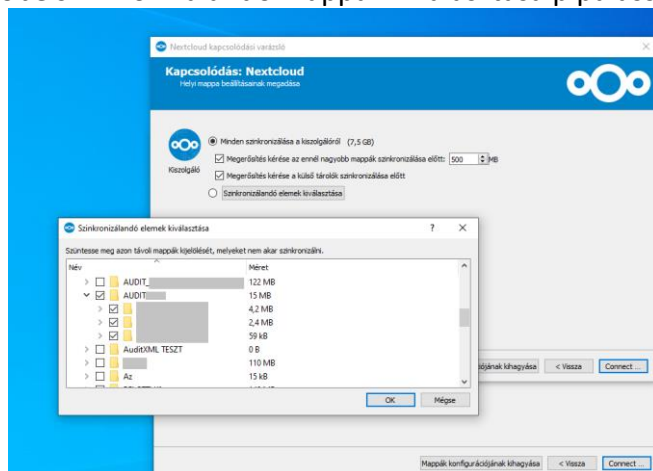 Nextcloud kapcsolódási varázsló
Kapcsolódás: Nextcloud
Helyi mappa beállításainak megadása
Kiszolgáló
Minden szinkronizálása a kiszolgálóról (7,5 GB)
Megerősítés kérése az ennél nagyobb mappák szinkronizálása előtt: 500 MB
Megerősítés kérése a külső tárolók szinkronizálása előtt
Szinkronizálandó elemek kiválasztása
Szinkronizálandó elemek kiválasztása ? X
Szüntesse meg azon távoli mappák kijelölését, melyeket nem akar szinkronizálni.
Név Méret
AUDIT_ 122 MB
AUDIT 15 MB
4,2 MB
2,4 MB
59 kB
AuditXML TESZT 0 B
110 MB
Az 15 kB
OK Mégse
kihagyása < Vissza Connect ...
Mappák konfigurációjának kihagyása < Vissza Connect ...